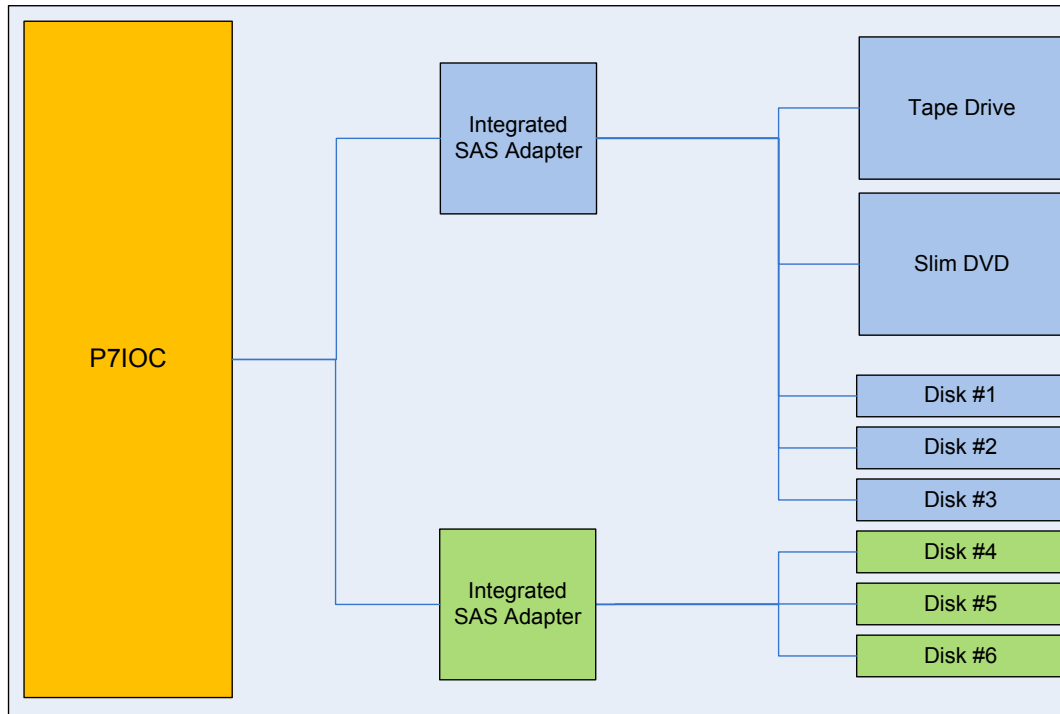 P7IOC
Integrated
SAS Adapter
Integrated
SAS Adapter
Tape Drive
Slim DVD
Disk #1
Disk #2
Disk #3
Disk #4
Disk #5
Disk #6